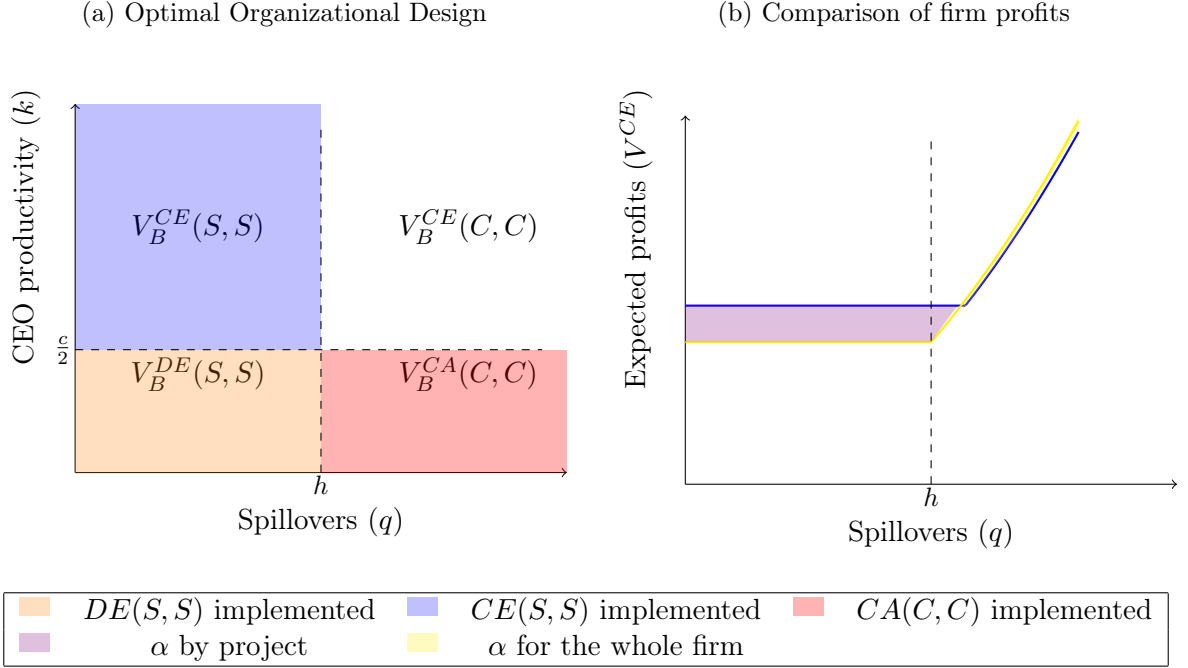 (a) Optimal Organizational Design
CEO productivity (k)
V_B^{CE}(S, S)
V_B^{CE}(C, C)
c/2
V_B^{DE}(S, S)
V_B^{CA}(C, C)
h
Spillovers (q)
(b) Comparison of firm profits
Expected profits (V^{CE})
h
Spillovers (q)
DE(S, S) implemented
CE(S, S) implemented
CA(C, C) implemented
α by project
α for the whole firm